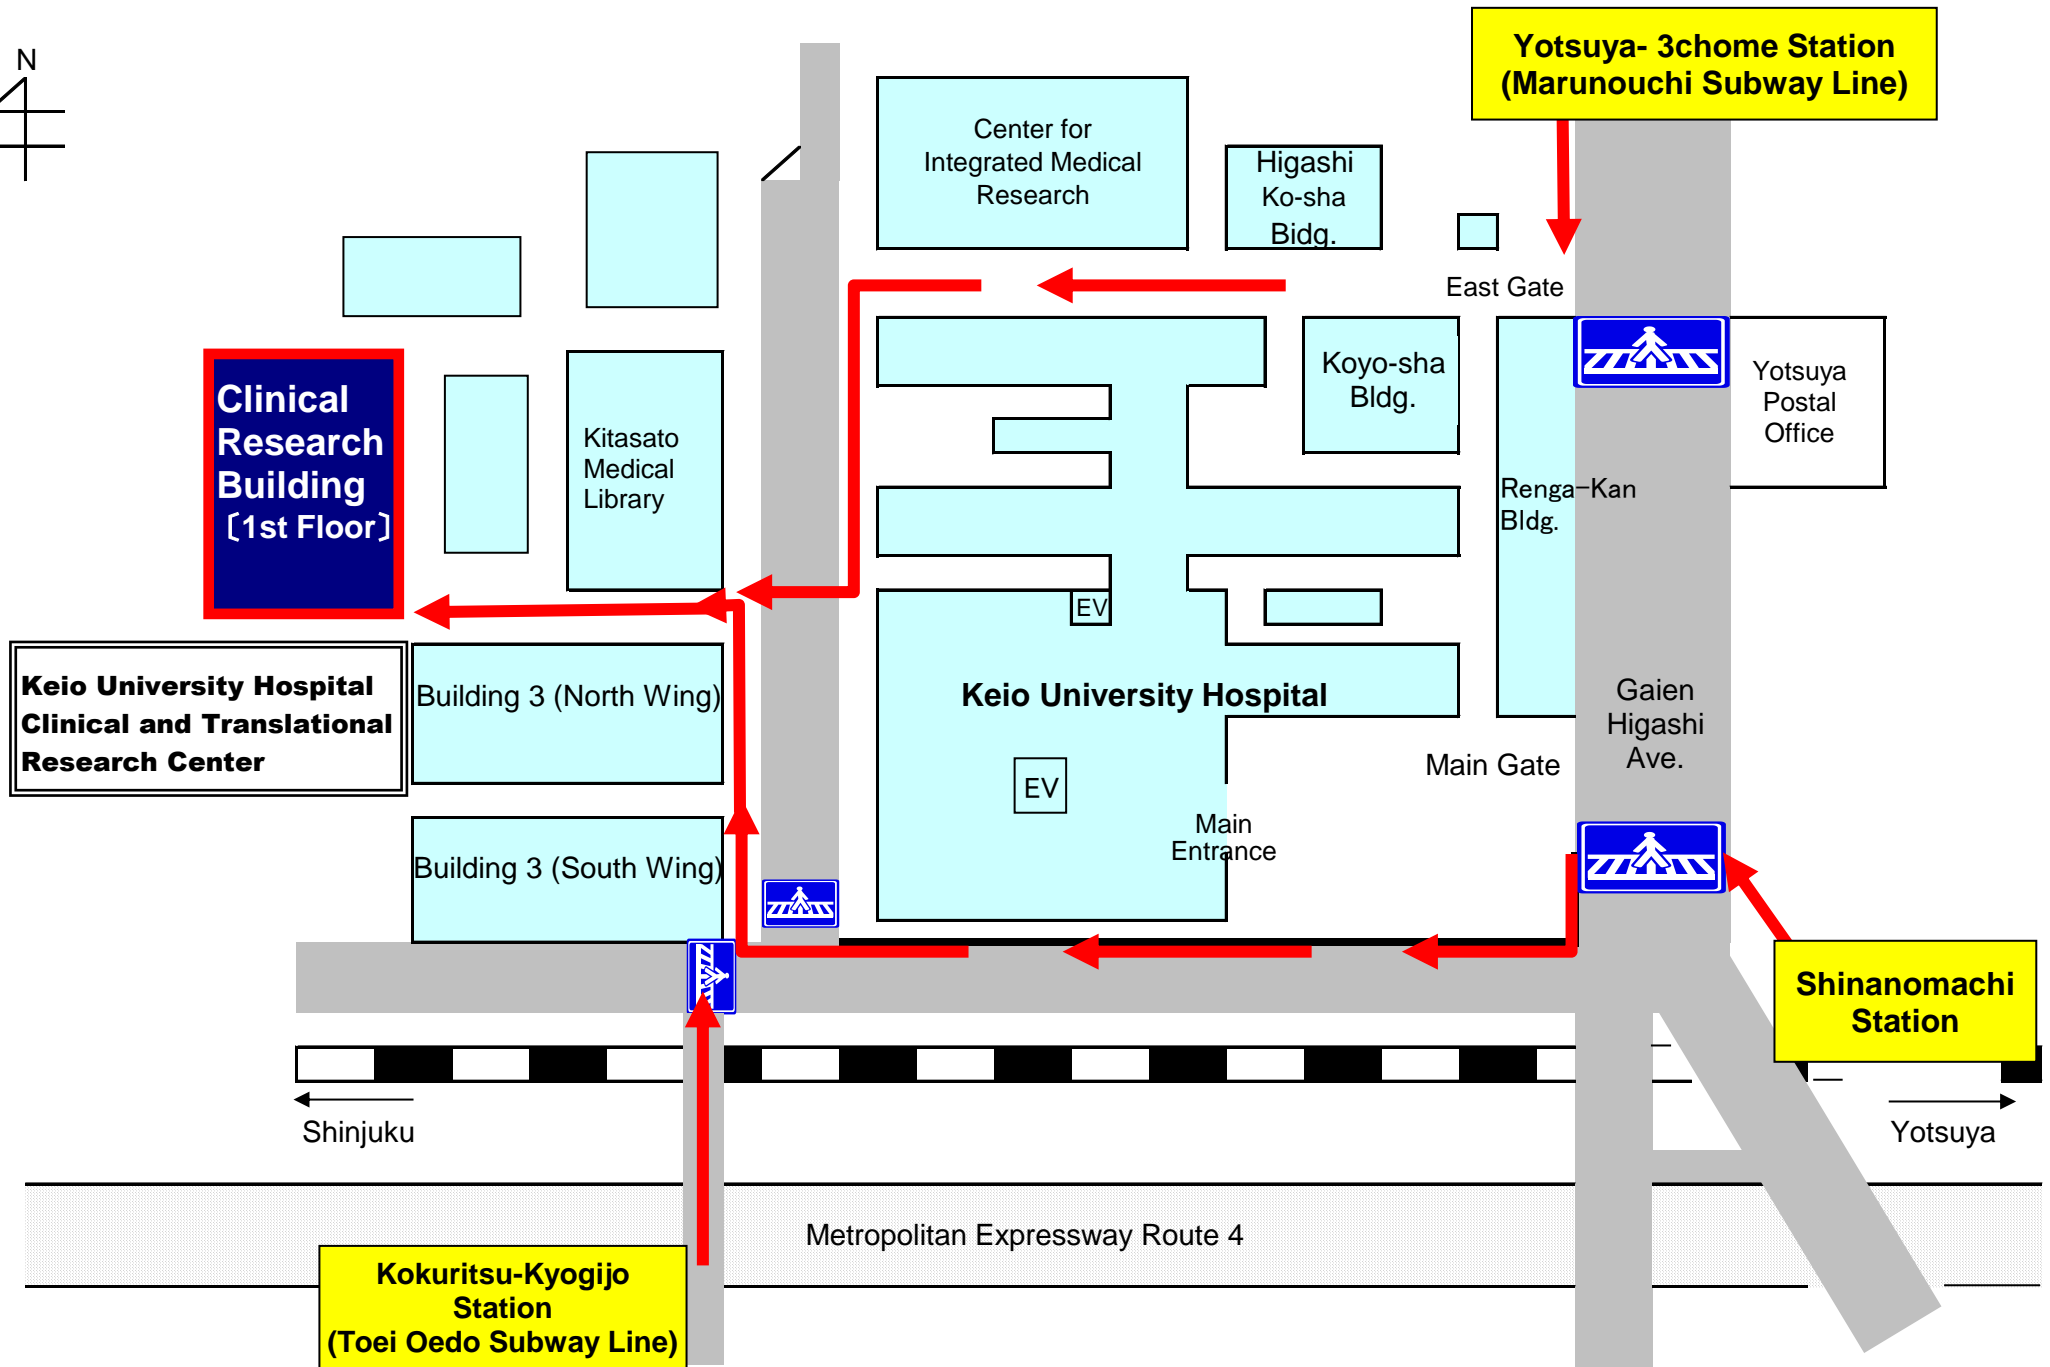 N
Yotsuya- 3chome Station
(Marunouchi Subway Line)
Center for
Integrated Medical
Research
Higashi
Ko-sha
Bidg.
East Gate
Clinical
Research
Building
〔1st Floor〕
Kitasato
Medical
Library
Koyo-sha
Bldg.
Yotsuya
Postal
Office
Renga-Kan
Bldg.
EV
Keio University Hospital
Clinical and Translational
Research Center
Building 3 (North Wing)
Keio University Hospital
Gaien
Higashi
Ave.
Main Gate
EV
Main
Entrance
Building 3 (South Wing)
Shinanomachi
Station
Shinjuku
Yotsuya
Metropolitan Expressway Route 4
Kokuritsu-Kyogijo
Station
(Toei Oedo Subway Line)